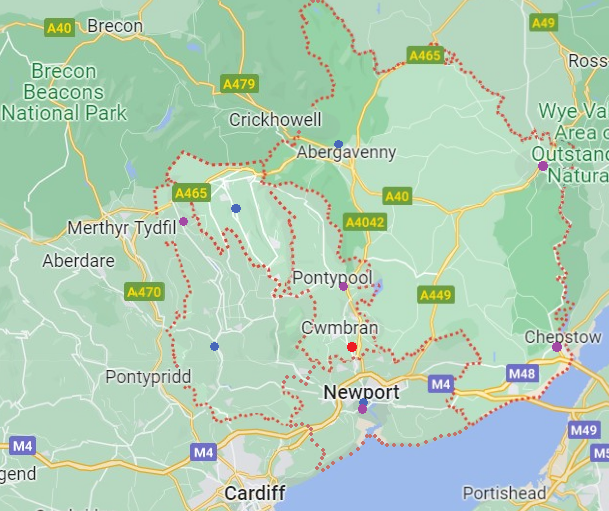 A40
Brecon
A49
A465
Ross
Brecon
Beacons
National Park
A479
Crickhowell
Wye Va
Area o
Outstand
Natura
Abergavenny
A465
A40
Merthyr Tydfil
A4042
Aberdare
Pontypool
A470
A449
Cwmbran
Chepstow
Pontypridd
M48
M4
Newport
M49
M4
M4
M5
gend
Cardiff
Portishead